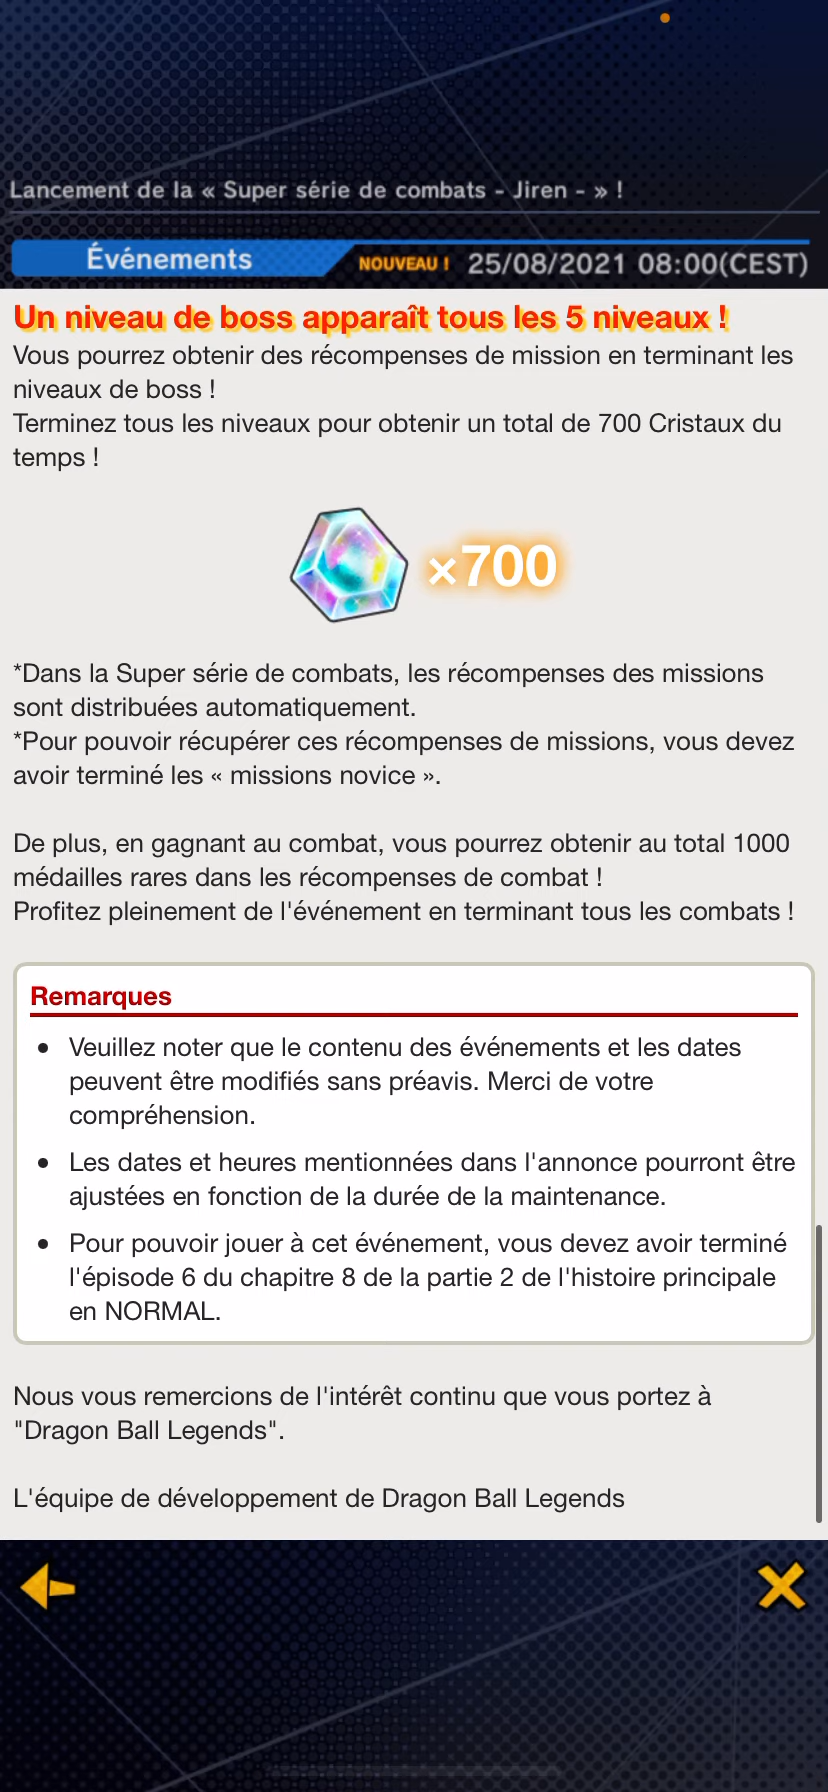 Lancement de la « Super série de combats - Jiren - » !
Événements
NOUVEAU !
25/08/2021 08:00(CEST)
Un niveau de boss apparaît tous les 5 niveaux !
Vous pourrez obtenir des récompenses de mission en terminant les
niveaux de boss !
Terminez tous les niveaux pour obtenir un total de 700 Cristaux du
temps !
×700
*Dans la Super série de combats, les récompenses des missions
sont distribuées automatiquement.
*Pour pouvoir récupérer ces récompenses de missions, vous devez
avoir terminé les « missions novice ».
De plus, en gagnant au combat, vous pourrez obtenir au total 1000
médailles rares dans les récompenses de combat !
Profitez pleinement de l'événement en terminant tous les combats !
Remarques
• Veuillez noter que le contenu des événements et les dates
peuvent être modifiés sans préavis. Merci de votre
compréhension.
• Les dates et heures mentionnées dans l'annonce pourront être
ajustées en fonction de la durée de la maintenance.
• Pour pouvoir jouer à cet événement, vous devez avoir terminé
l'épisode 6 du chapitre 8 de la partie 2 de l'histoire principale
en NORMAL.
Nous vous remercions de l'intérêt continu que vous portez à
"Dragon Ball Legends".
L'équipe de développement de Dragon Ball Legends